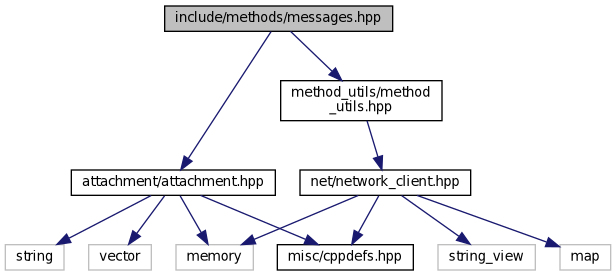 include/methods/messages.hpp
method_utils/method
_utils.hpp
attachment/attachment.hpp
net/network_client.hpp
string
vector
memory
misc/cppdefs.hpp
string_view
map